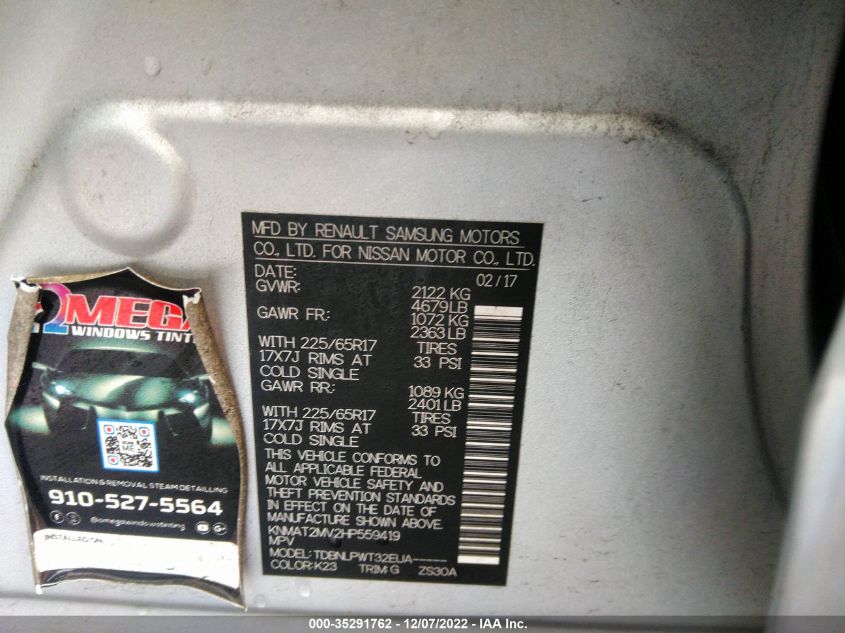 MFD BY RENAULT SAMSUNG MOTORS
CO., LTD. FOR NISSAN MOTOR CO., LTD.
DATE: 02/17
GVWR: 2122 KG
4679 LB
GAWR FR: 1072 KG
2363 LB
WITH 225/65R17 TIRES
17X7J RIMS AT 33 PSI
COLD SINGLE
GAWR RR: 1089 KG
2401 LB
WITH 225/65R17 TIRES
17X7J RIMS AT 33 PSI
COLD SINGLE
THIS VEHICLE CONFORMS TO
ALL APPLICABLE FEDERAL
MOTOR VEHICLE SAFETY AND
THEFT PREVENTION STANDARDS
IN EFFECT ON THE DATE OF
MANUFACTURE SHOWN ABOVE.
KNMAT2MV2HP559419
MPV
MODEL: TDBNLPWT32EUA-----
COLOR: K23 TRIM: G ZS30A
OMEGA
WINDOWS TINT
INSTALLATION & REMOVAL STEAM DETAILLING
910-527-5564
@omegawindowstinting
000-35291762 - 12/07/2022 - IAA Inc.